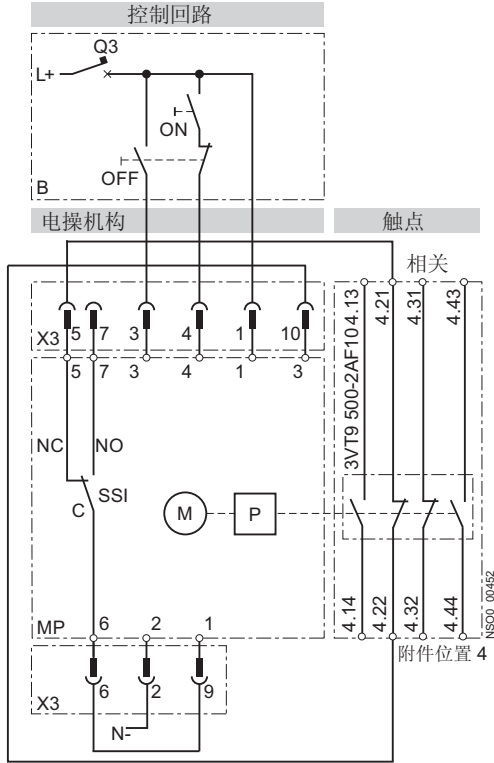 控制回路
Q3
L+
ON
OFF
B
电操机构
触点
相关
X3
5 7 3 4 1 10
5 7 3 4 1 3
3VT9 500-2AF10
4.13
4.21
4.31
4.43
NC
NO
C
SSI
M
P
4.14
4.22
4.32
4.44
NSO0_00452
MP
6 2 1
附件位置 4
X3
6 2 9
N-